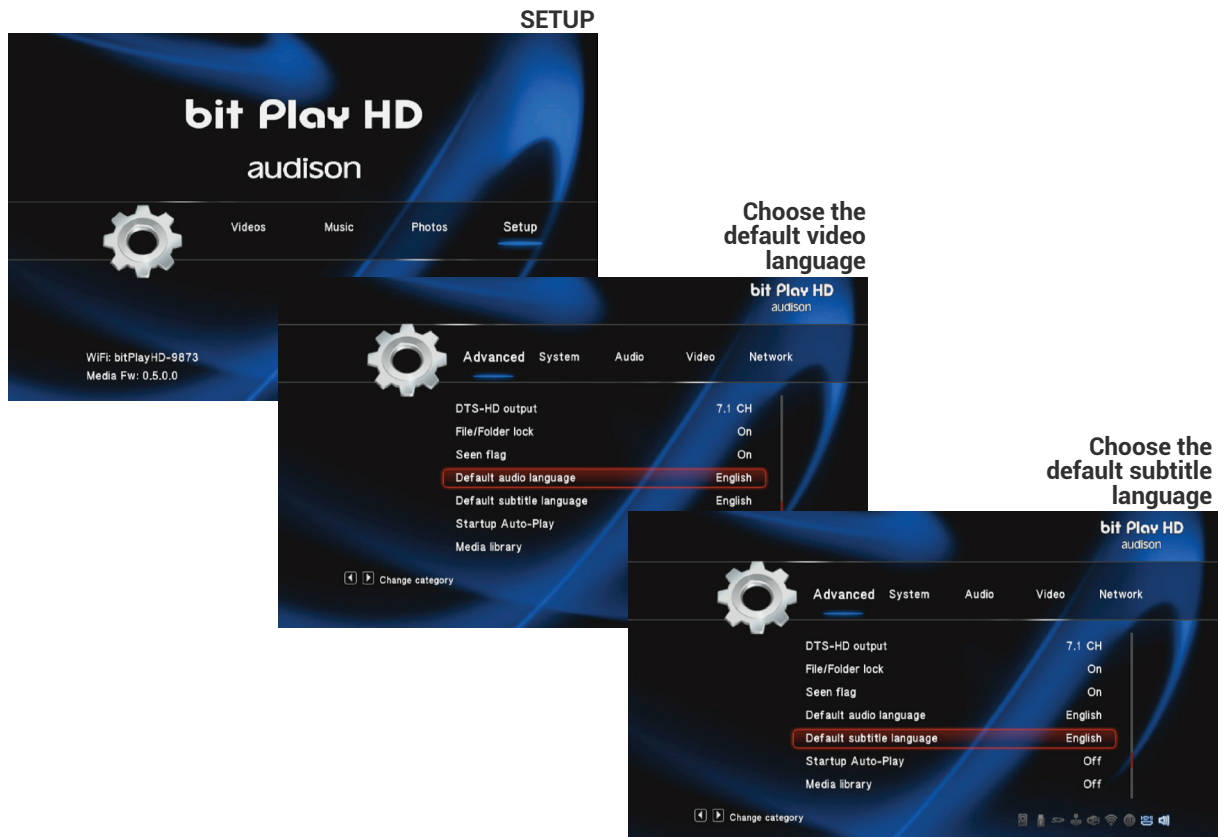 SETUP
bit Play HD
audison
Videos Music Photos Setup
WiFi: bitPlayHD-9873
Media Fw: 0.5.0.0
Choose the
default video
language
bit Play HD
audison
Advanced System Audio Video Network
DTS-HD output 7.1 CH
File/Folder lock On
Seen flag On
Default audio language English
Default subtitle language English
Startup Auto-Play
Media library
Change category
Choose the
default subtitle
language
bit Play HD
audison
Advanced System Audio Video Network
DTS-HD output 7.1 CH
File/Folder lock On
Seen flag On
Default audio language English
Default subtitle language English
Startup Auto-Play Off
Media library Off
Change category